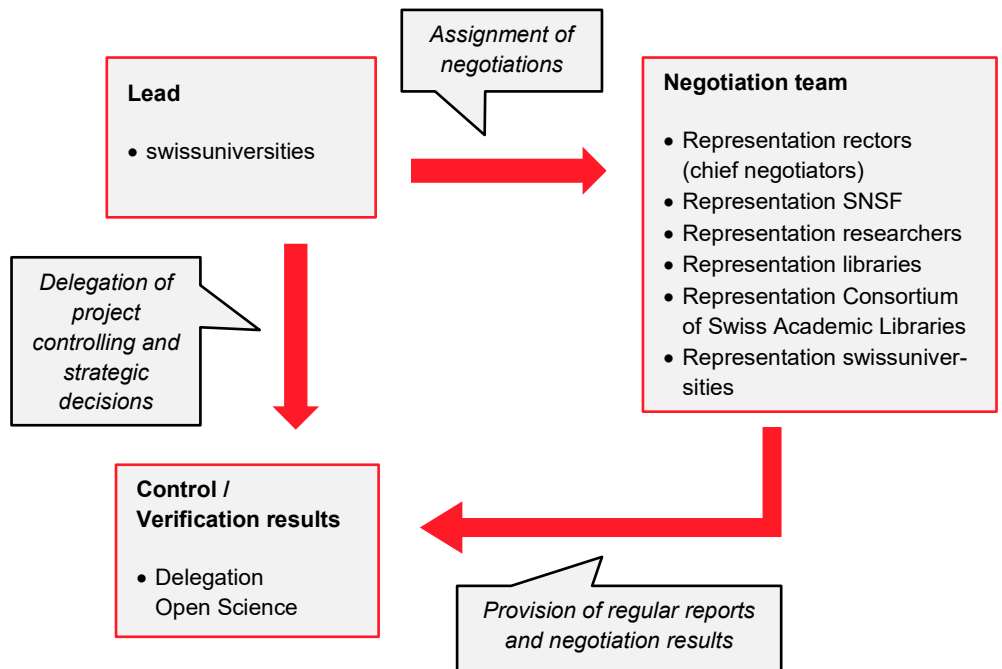 Assignment of
negotiations
Lead
• swissuniversities
Negotiation team
• Representation rectors
(chief negotiators)
• Representation SNSF
• Representation researchers
• Representation libraries
• Representation Consortium
of Swiss Academic Libraries
• Representation swissuniver-
sities
Delegation of
project
controlling and
strategic
decisions
Control /
Verification results
• Delegation
Open Science
Provision of regular reports
and negotiation results